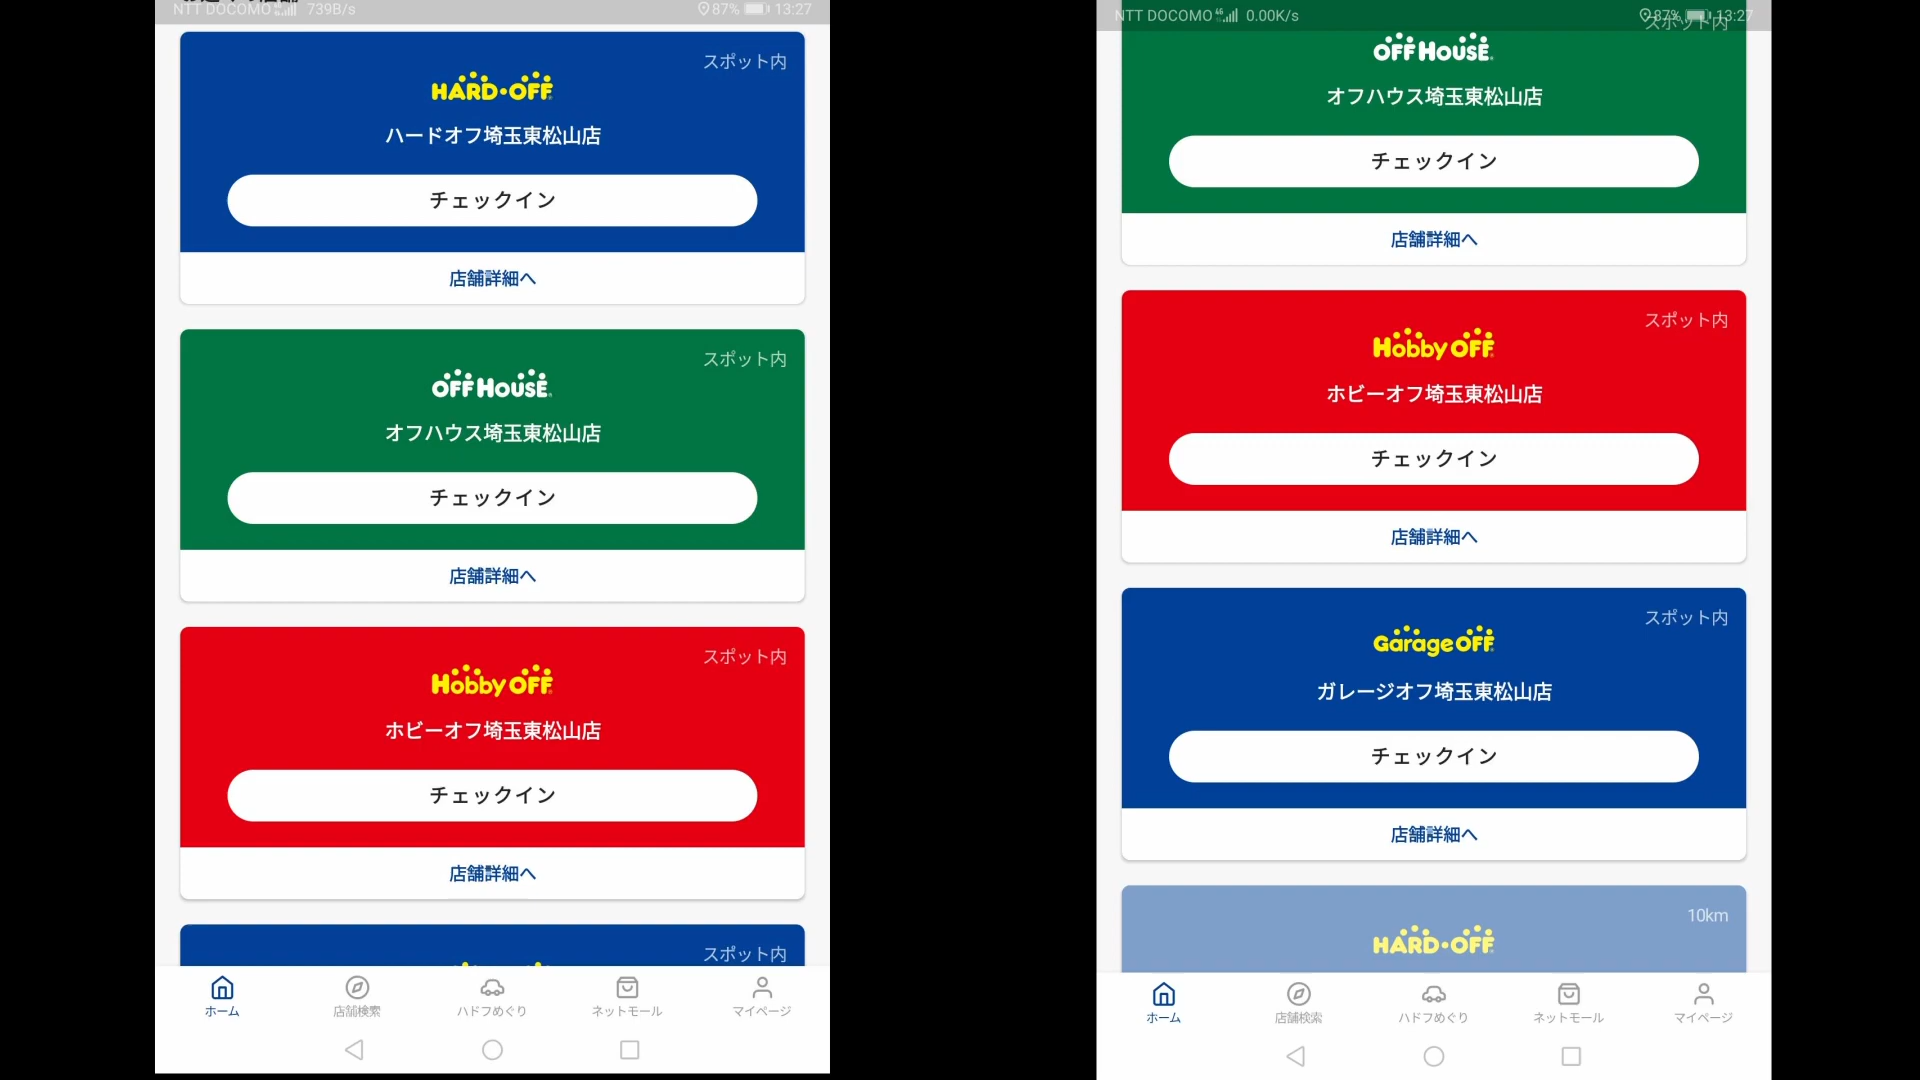 NTT DOCOMO 739B/s 87% 13:27
スポット内
HARD・OFF
ハードオフ埼玉東松山店
チェックイン
店舗詳細へ
スポット内
OFF HOUSE
オフハウス埼玉東松山店
チェックイン
店舗詳細へ
スポット内
Hobby OFF
ホビーオフ埼玉東松山店
チェックイン
店舗詳細へ
スポット内
ホーム 店舗検索 ハドフめぐり ネットモール マイページ
NTT DOCOMO 4G 0.00K/s 87% 13:27
スポット内
OFF HOUSE
オフハウス埼玉東松山店
チェックイン
店舗詳細へ
スポット内
Hobby OFF
ホビーオフ埼玉東松山店
チェックイン
店舗詳細へ
スポット内
Garage OFF
ガレージオフ埼玉東松山店
チェックイン
店舗詳細へ
10km
HARD・OFF
ホーム 店舗検索 ハドフめぐり ネットモール マイページ